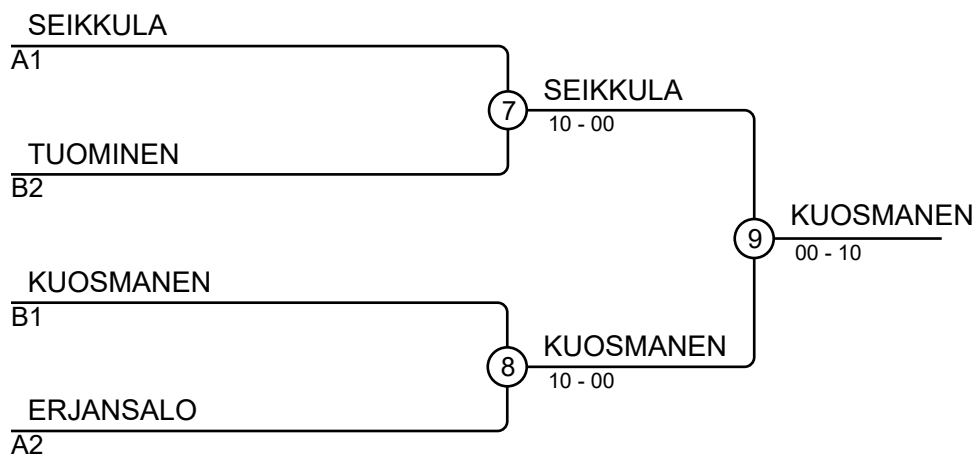 SEIKKULA
A1
7
SEIKKULA
10 - 00
TUOMINEN
B2
9
KUOSMANEN
00 - 10
KUOSMANEN
B1
8
KUOSMANEN
10 - 00
ERJANSALO
A2